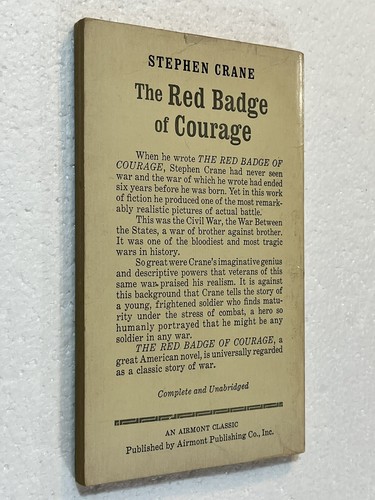 STEPHEN CRANE
The Red Badge
of Courage
When he wrote THE RED BADGE OF
COURAGE, Stephen Crane had never seen
war and the war of which he wrote had ended
six years before he was born. Yet in this work
of fiction he produced one of the most remark-
ably realistic pictures of actual battle.
This was the Civil War, the War Between
the States, a war of brother against brother.
It was one of the bloodiest and most tragic
wars in history.
So great were Crane's imaginative genius
and descriptive powers that veterans of this
same war praised his realism. It is against
this background that Crane tells the story of
a young, frightened soldier who finds matu-
rity under the stress of combat, a hero so
humanly portrayed that he might be any
soldier in any war.
THE RED BADGE OF COURAGE, a
great American novel, is universally regarded
as a classic story of war.
Complete and Unabridged
AN AIRMONT CLASSIC
Published by Airmont Publishing Co., Inc.